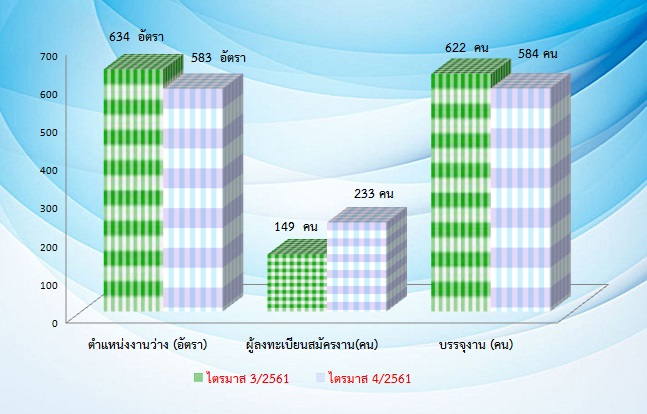 634 อัตรา
583 อัตรา
622 คน
584 คน
233 คน
149 คน
700
600
500
400
300
200
100
0
ตำแหน่งงานว่าง (อัตรา)
ผู้ลงทะเบียนสมัครงาน(คน)
บรรจุงาน (คน)
ไตรมาส 3/2561
ไตรมาส 4/2561